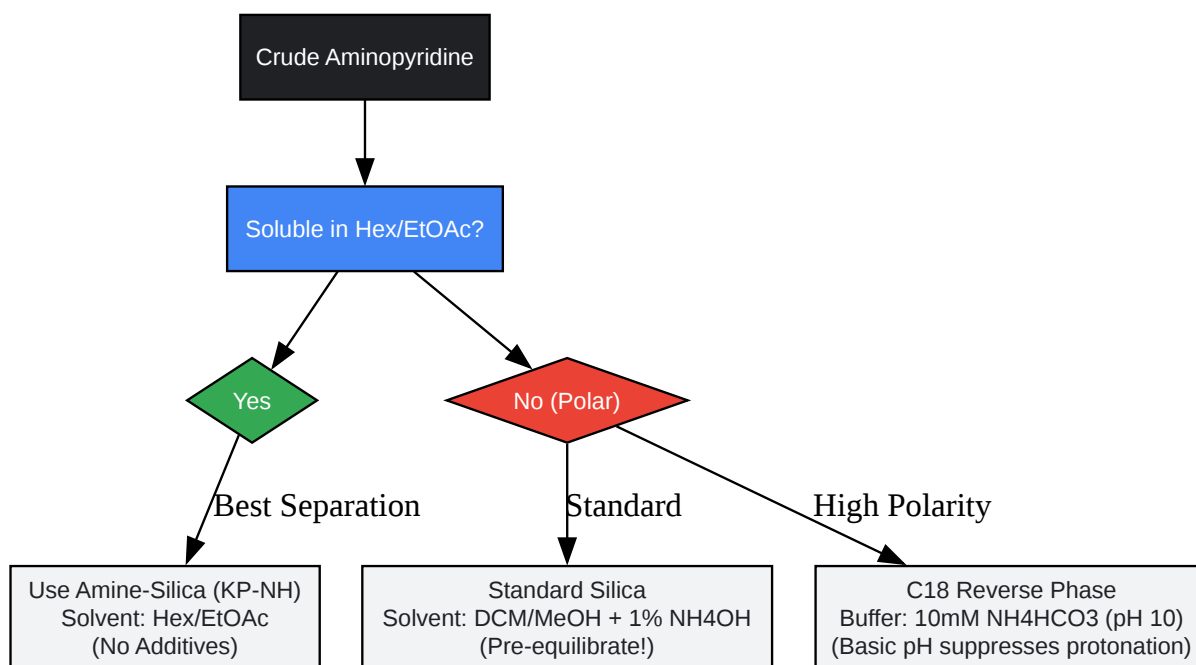 Crude Aminopyridine
Soluble in Hex/EtOAc?
Yes
No (Polar)
Best Separation
Standard
High Polarity
Use Amine-Silica (KP-NH)
Solvent: Hex/EtOAc
(No Additives)
Standard Silica
Solvent: DCM/MeOH + 1% NH4OH
(Pre-equilibrate!)
C18 Reverse Phase
Buffer: 10mM NH4HCO3 (pH 10)
(Basic pH suppresses protonation)